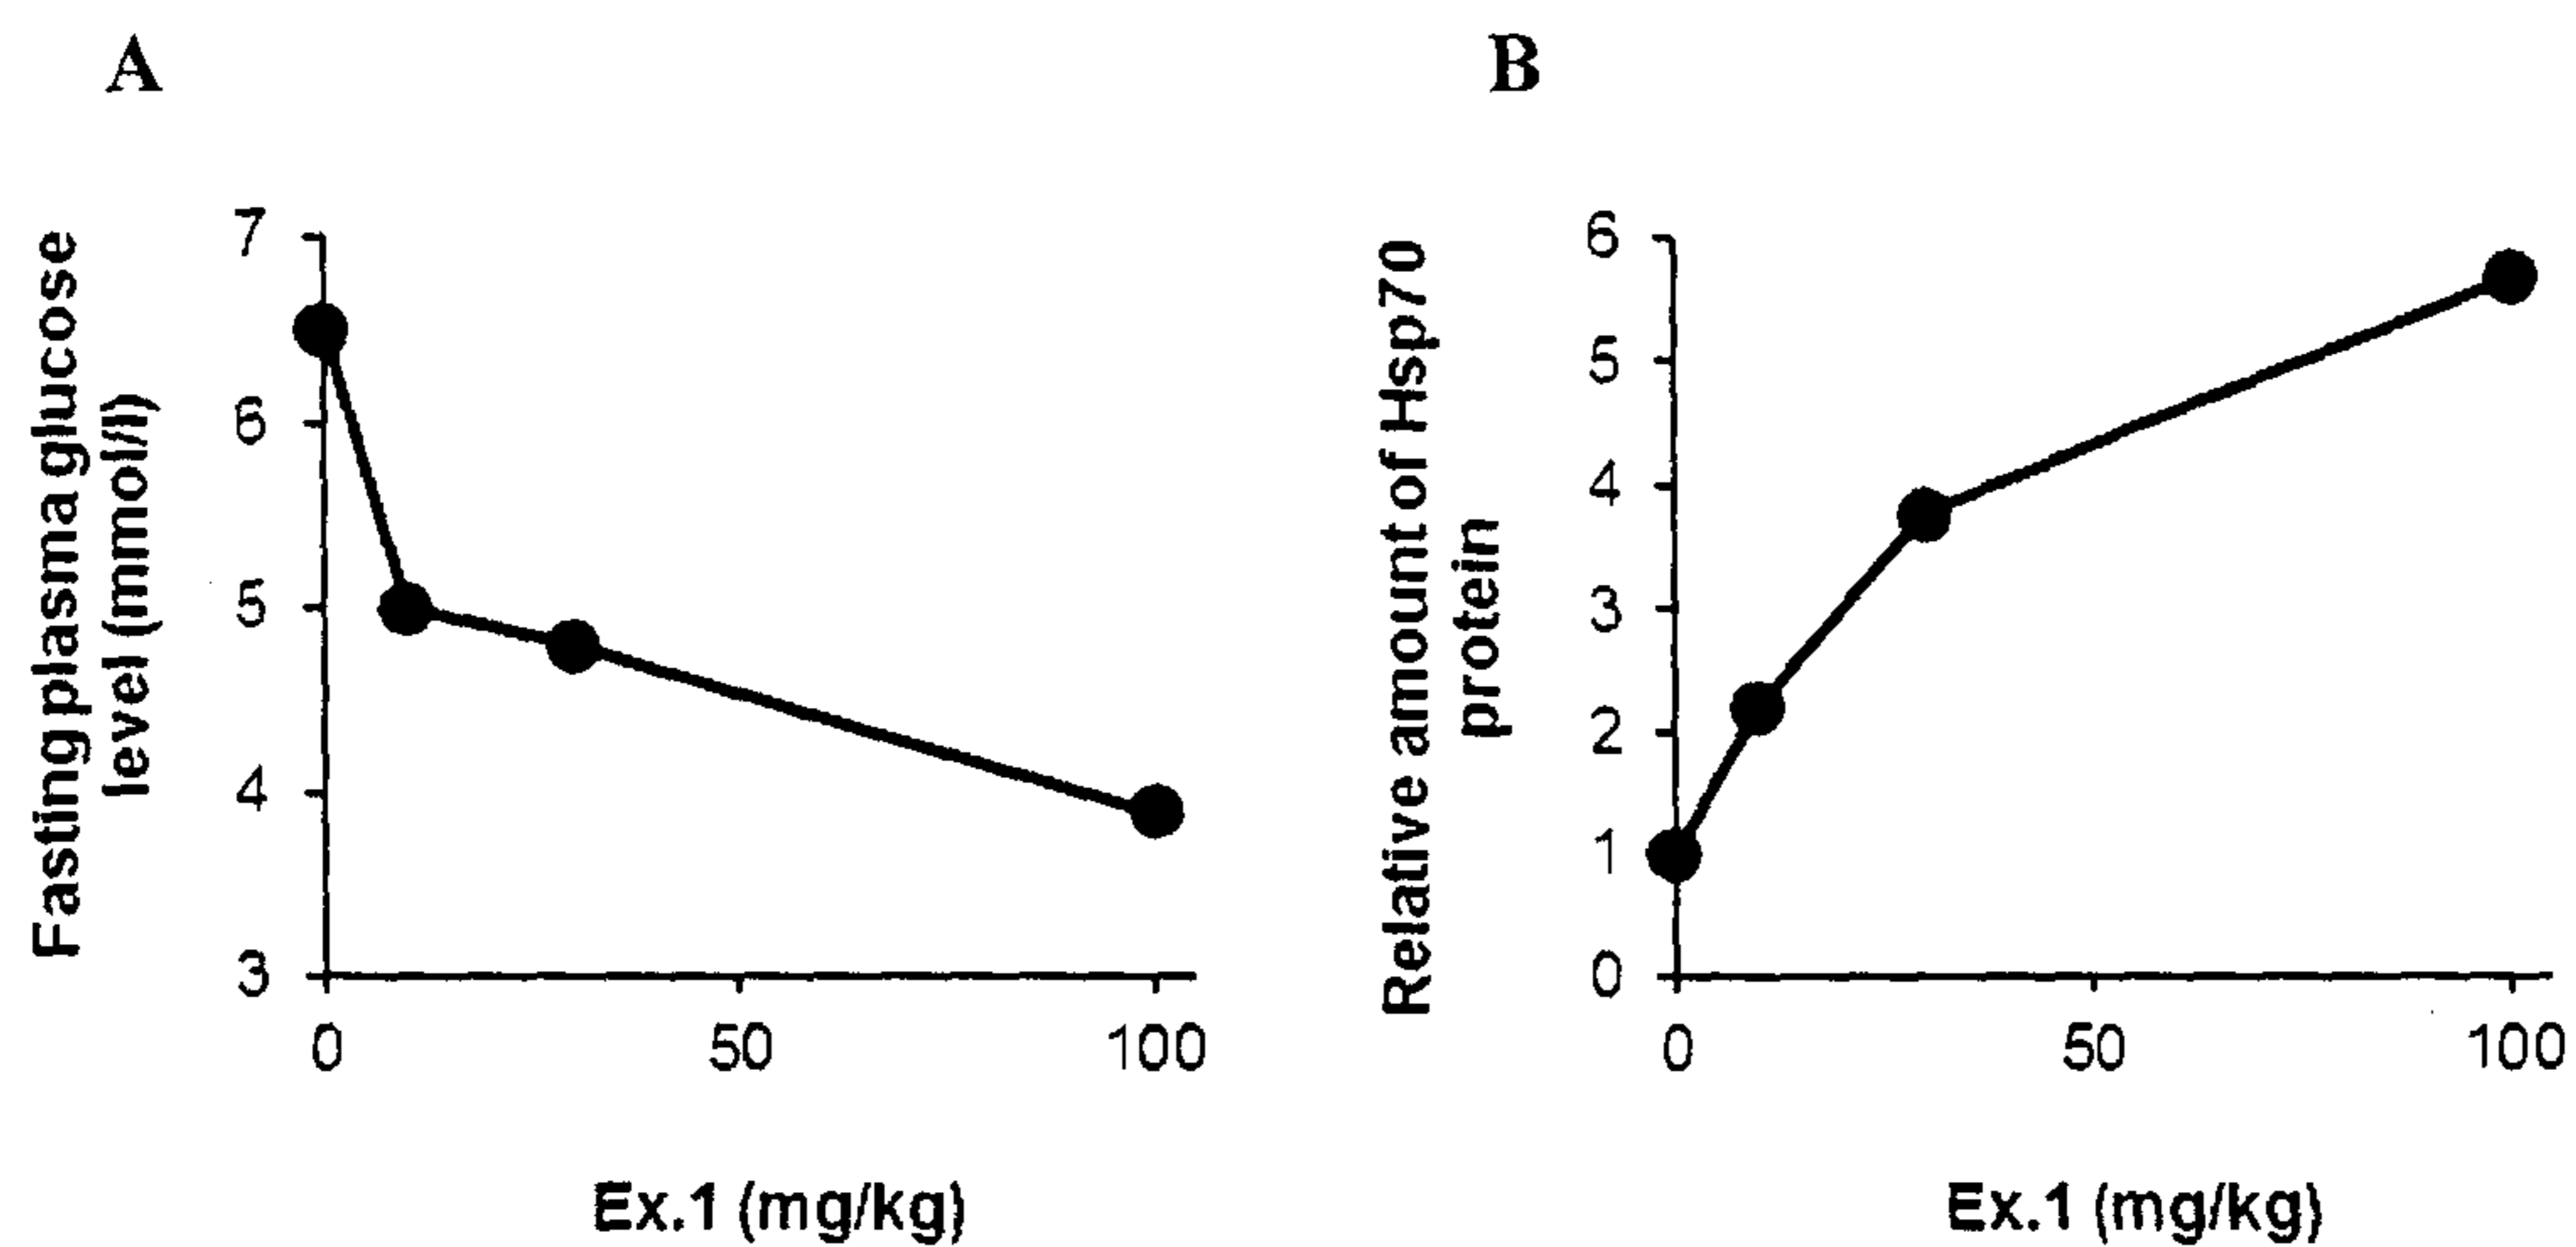 A
Fasting plasma glucose
level (mmol/l)
7
6
5
4
3
0
50
100
Ex.1 (mg/kg)
B
Relative amount of Hsp70
protein
6
5
4
3
2
1
0
0
50
100
Ex.1 (mg/kg)